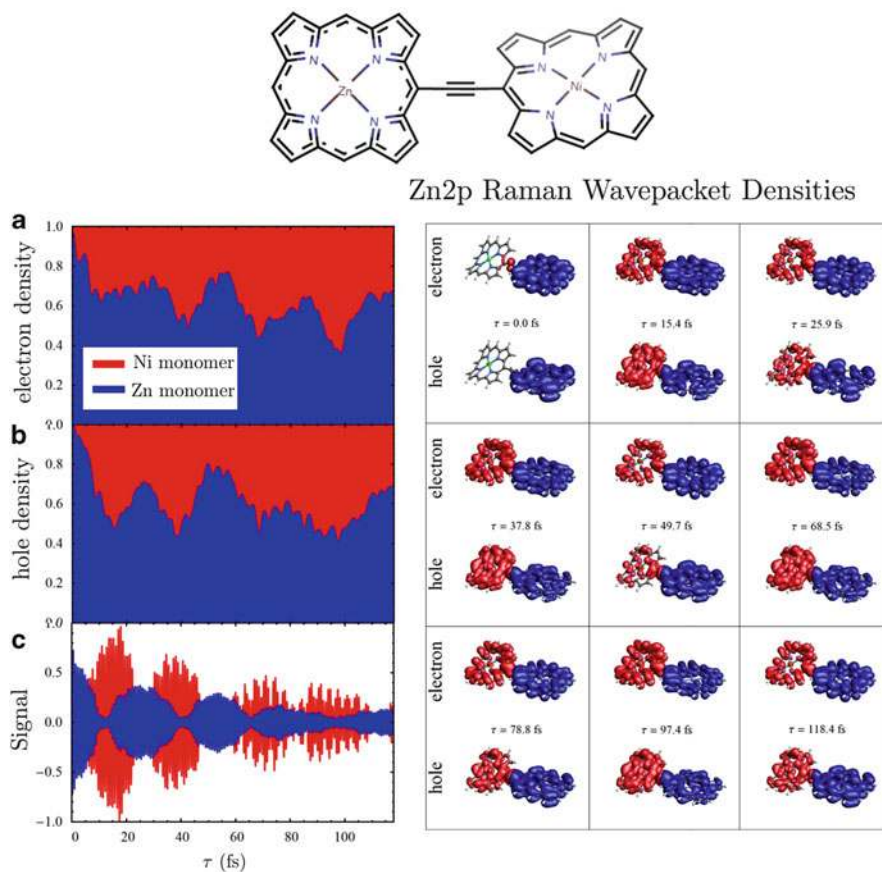 N
N
N
N
Zn
N
N
N
N
Ni
Zn2p Raman Wavepacket Densities
a
electron density
1.0
0.8
0.6
0.4
0.2
Ni monomer
Zn monomer
b
hole density
1.0
0.8
0.6
0.4
0.2
c
Signal
1.0
0.5
0.0
-0.5
-1.0
0 20 40 60 80 100
τ (fs)
electron
τ = 0.0 fs τ = 15.4 fs τ = 25.9 fs
hole
electron
τ = 37.8 fs τ = 49.7 fs τ = 68.5 fs
hole
electron
τ = 78.8 fs τ = 97.4 fs τ = 118.4 fs
hole